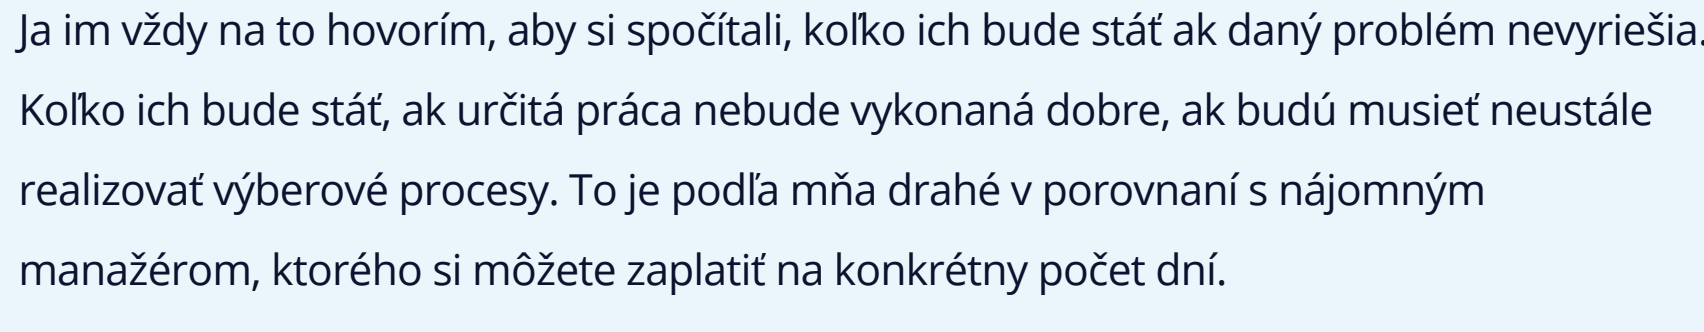 Ja im vždy na to hovorím, aby si spočítali, koľko ich bude stáť ak daný problém nevyriešia.
Koľko ich bude stáť, ak určitá práca nebude vykonaná dobre, ak budú musieť neustále
realizovať výberové procesy. To je podľa mňa drahé v porovnaní s nájomným
manažérom, ktorého si môžete zaplatiť na konkrétny počet dní.